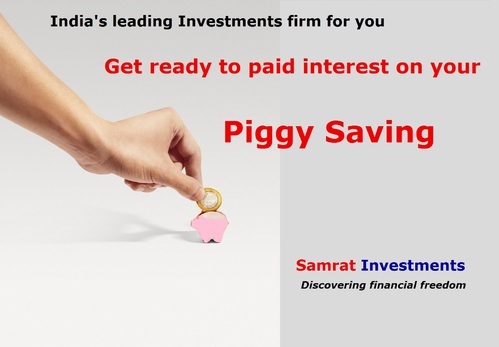 India's leading Investments firm for you
Get ready to paid interest on your
Piggy Saving
Samrat Investments
Discovering financial freedom